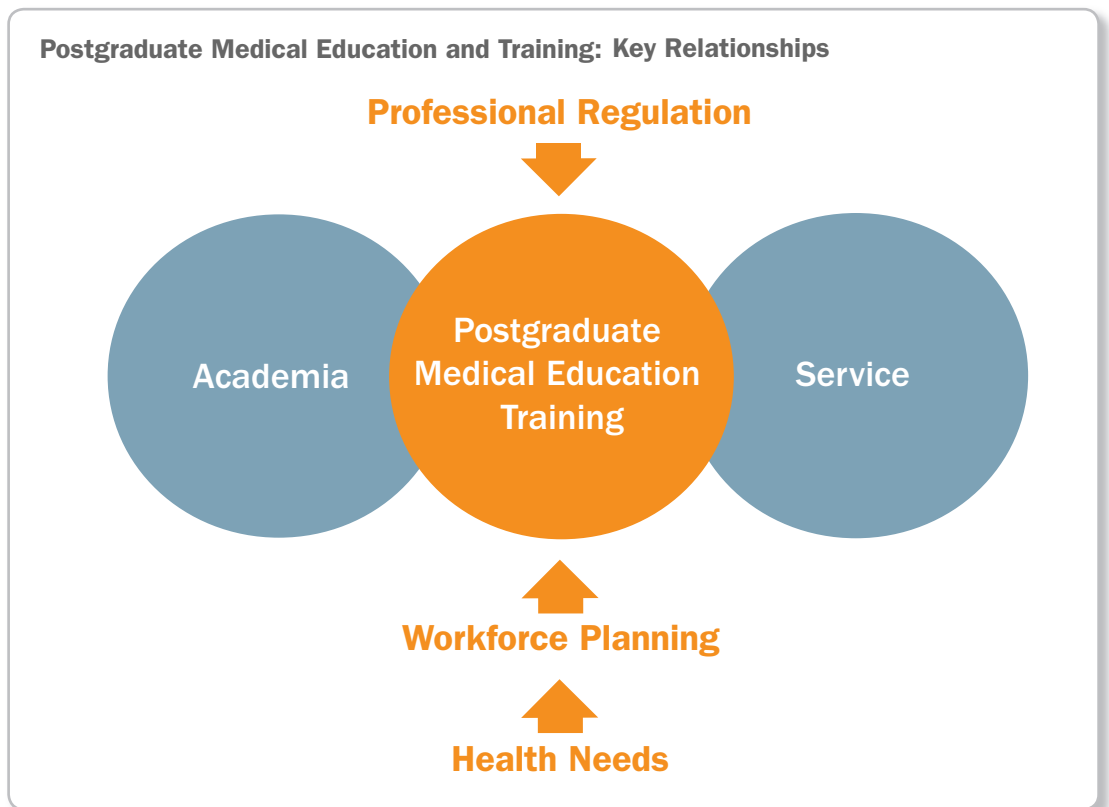 Postgraduate Medical Education and Training: Key Relationships
Professional Regulation
Academia
Postgraduate
Medical Education
Training
Service
Workforce Planning
Health Needs